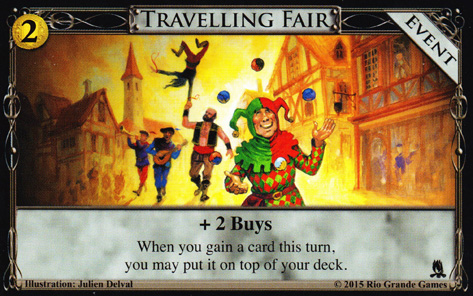 2
TRAVELLING FAIR
EVENT
+ 2 Buys
When you gain a card this turn,
you may put it on top of your deck.
Illustration: Julien Delval
© 2015 Rio Grande Games